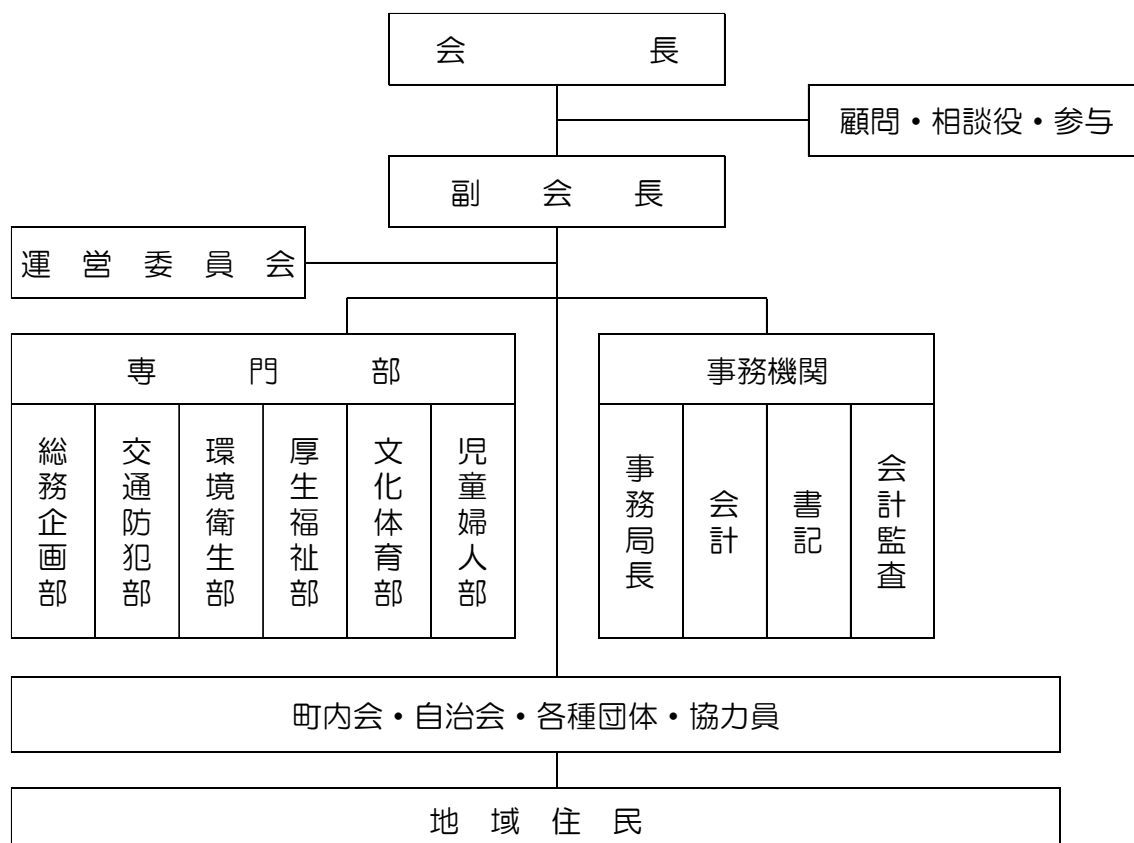 会長
顧問・相談役・参与
副会長
運営委員会
専門部
事務機関
総務企画部
交通防犯部
環境衛生部
厚生福祉部
文化体育部
児童婦人部
事務局長
会計
書記
会計監査
町内会・自治会・各種団体・協力員
地域住民